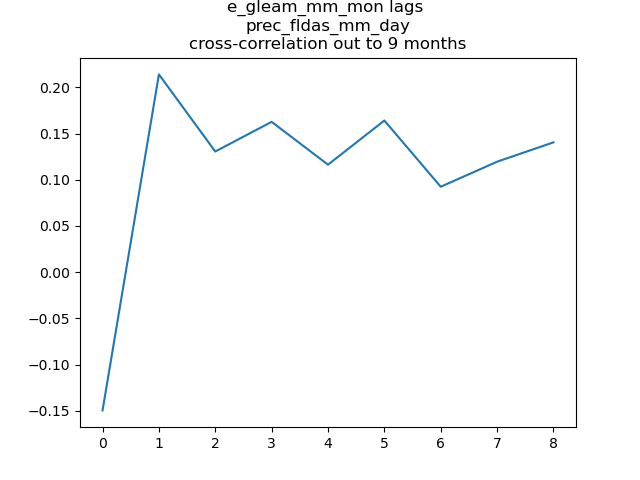 e_gleam_mm_mon lags
prec_fldas_mm_day
cross-correlation out to 9 months
0.20
0.15
0.10
0.05
0.00
−0.05
−0.10
−0.15
0 1 2 3 4 5 6 7 8